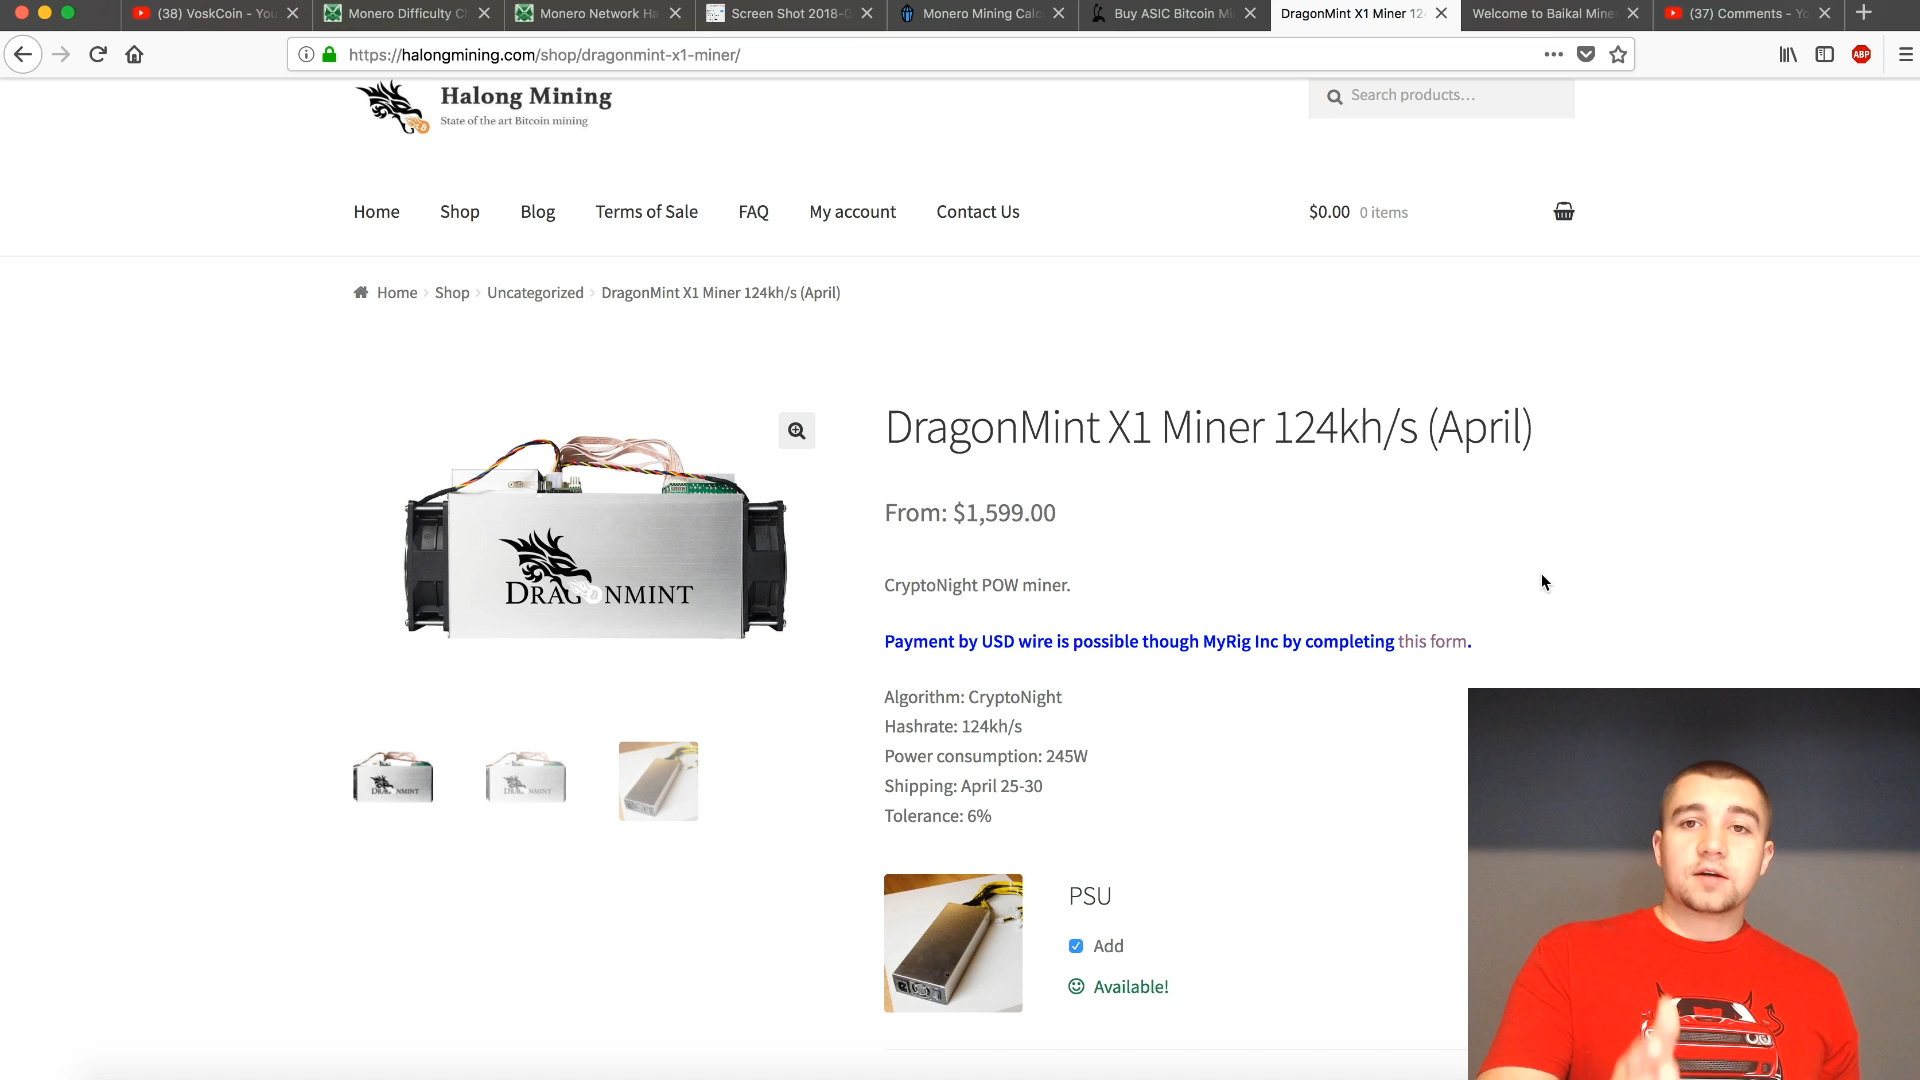 (38) VoskCoin - You
Monero Difficulty Ch
Monero Network Ha
Screen Shot 2018-0
Monero Mining Calc
Buy ASIC Bitcoin Mi
DragonMint X1 Miner 12
Welcome to Baikal Mine
(37) Comments - Yo
https://halongmining.com/shop/dragonmint-x1-miner/
ABP
Halong Mining
State of the art Bitcoin mining
Search products…
Home
Shop
Blog
Terms of Sale
FAQ
My account
Contact Us
$0.00 0 items
Home › Shop › Uncategorized › DragonMint X1 Miner 124kh/s (April)
DRAGONMINT
DragonMint X1 Miner 124kh/s (April)
From: $1,599.00
CryptoNight POW miner.
Payment by USD wire is possible though MyRig Inc by completing this form.
Algorithm: CryptoNight
Hashrate: 124kh/s
Power consumption: 245W
Shipping: April 25-30
Tolerance: 6%
DRAGONMINT
DRAGONMINT
PSU
Add
Available!